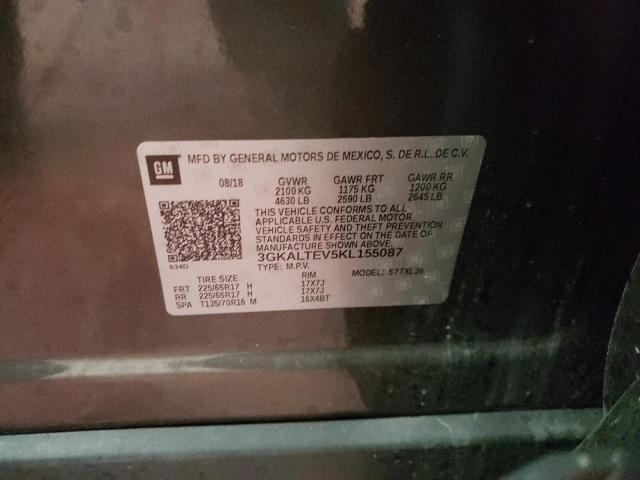 GM
MFD BY GENERAL MOTORS DE MEXICO, S. DE R.L. DE C.V.
08/18 GVWR GAWR FRT GAWR RR
2100 KG 1175 KG 1200 KG
4630 LB 2590 LB 2645 LB
THIS VEHICLE CONFORMS TO ALL
APPLICABLE U.S. FEDERAL MOTOR
VEHICLE SAFETY AND THEFT PREVENTION
STANDARDS IN EFFECT ON THE DATE OF
MANUFACTURE SHOWN ABOVE.
3GKALTEV5KL155087
634D TYPE: M.P.V. MODEL: 57TXL26
TIRE SIZE RIM
FRT 225/65R17 H 17X7J
RR 225/65R17 H 17X7J
SPA T135/70R16 M 16X4BT